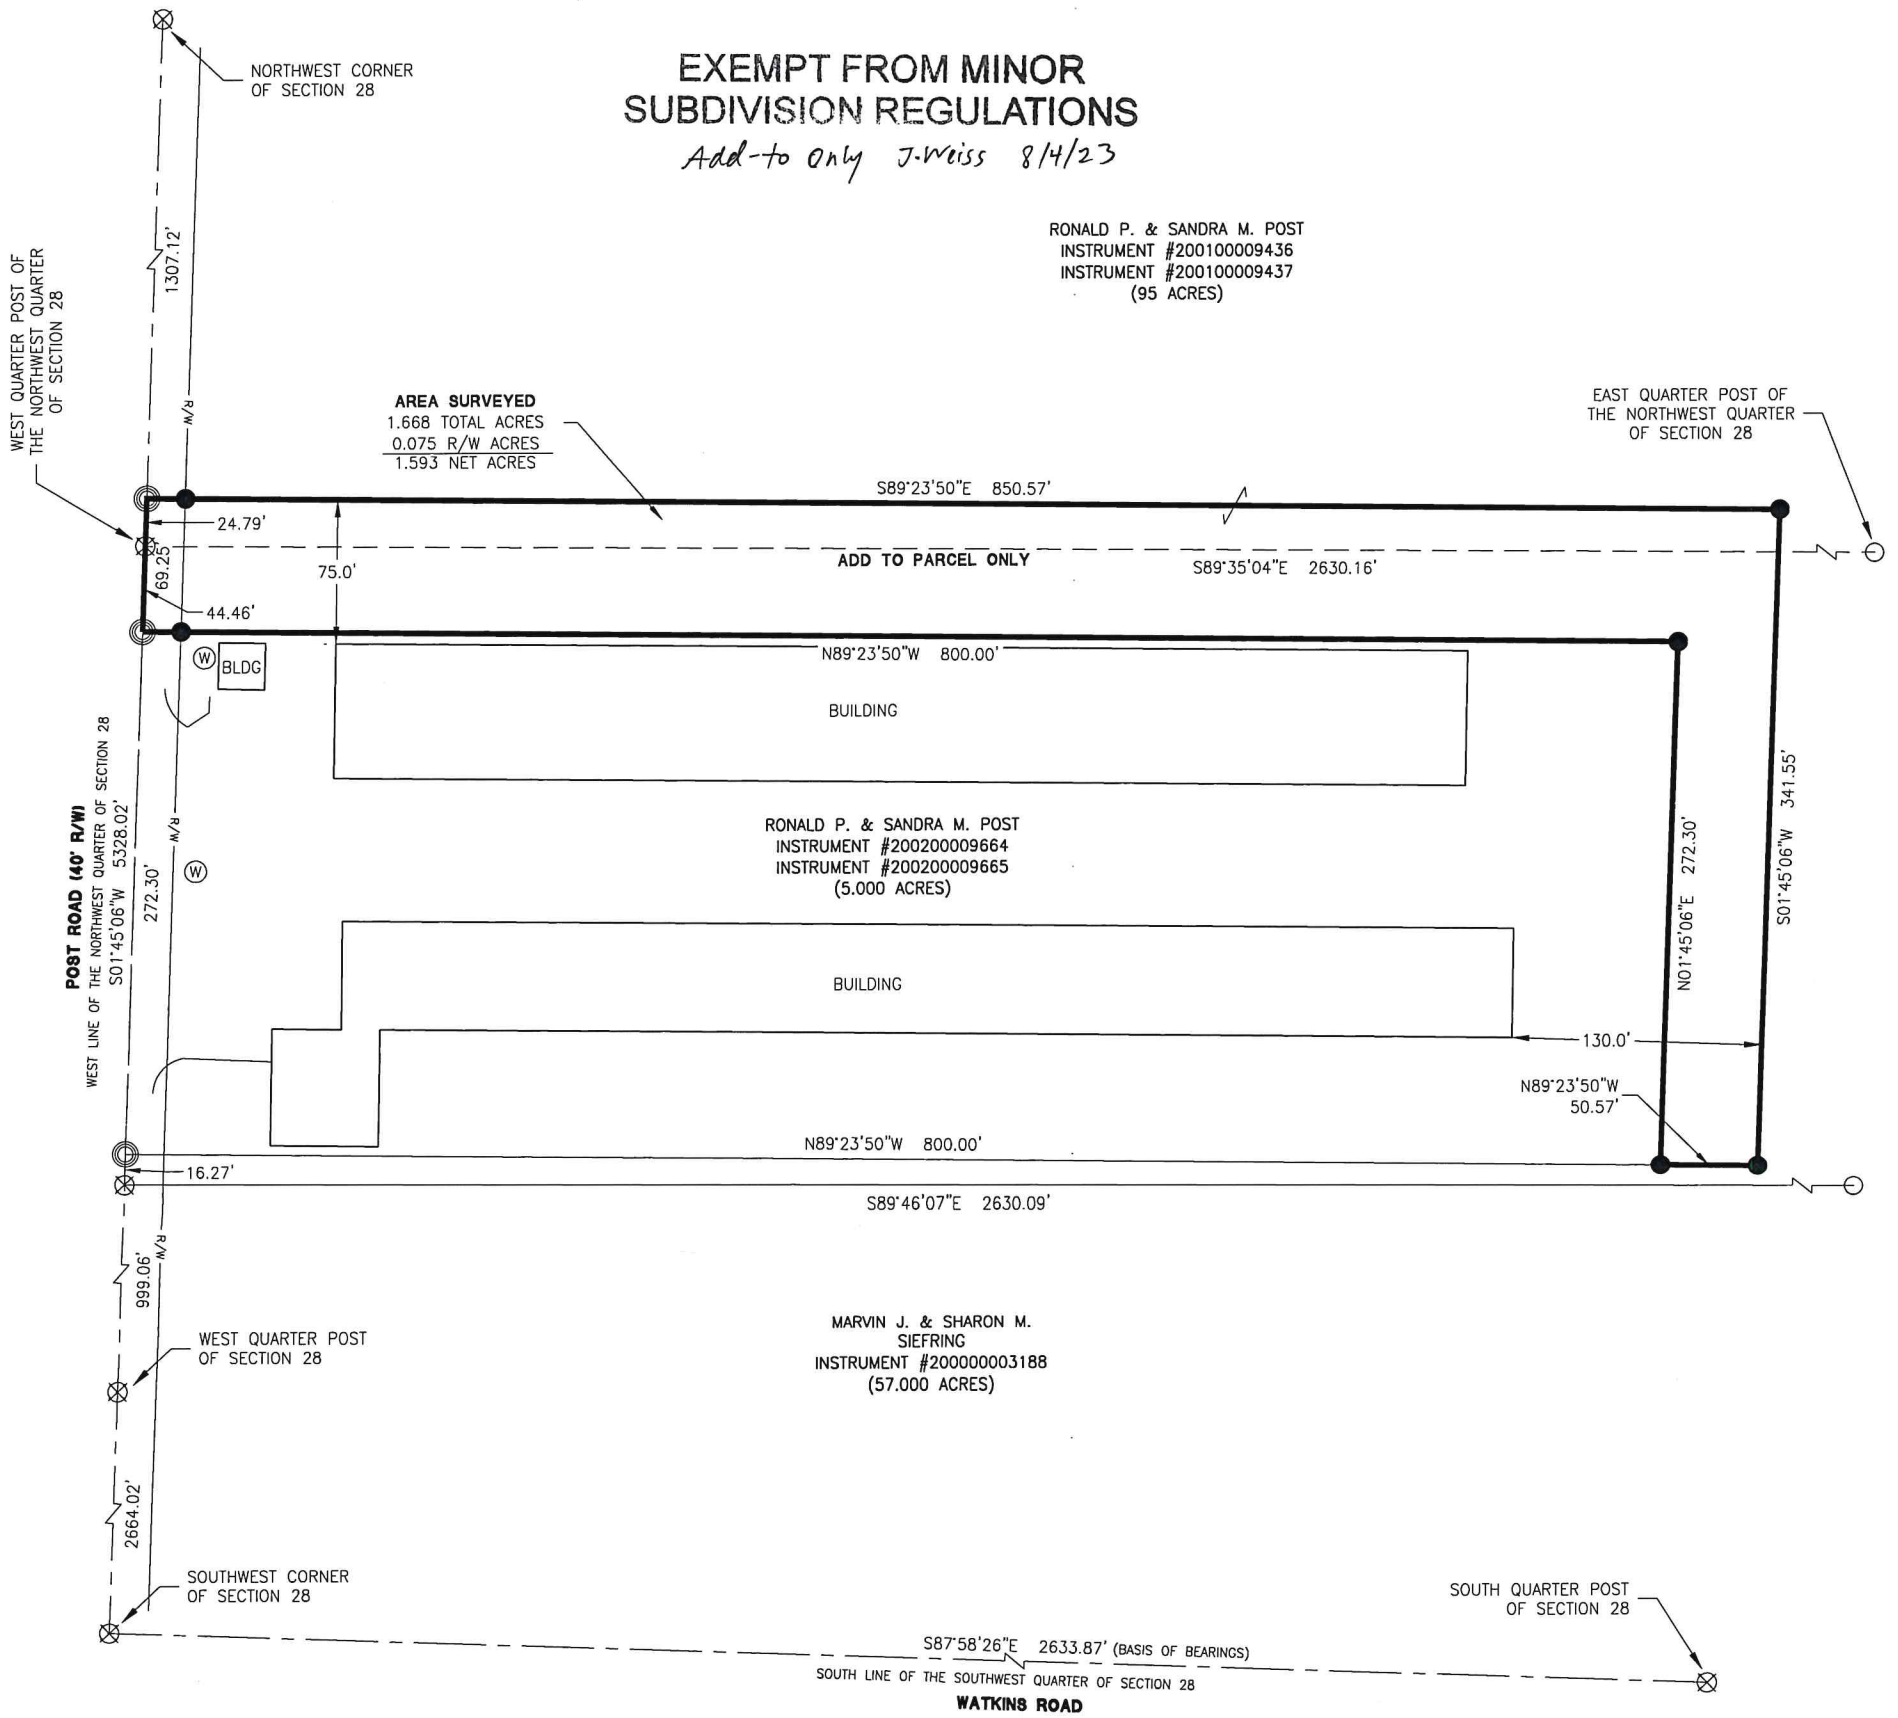 NORTHWEST CORNER
OF SECTION 28
EXEMPT FROM MINOR
SUBDIVISION REGULATIONS
Add-to Only J.Weiss 8/4/23
1307.12'
RONALD P. & SANDRA M. POST
INSTRUMENT #200100009436
INSTRUMENT #200100009437
(95 ACRES)
WEST QUARTER POST OF
THE NORTHWEST QUARTER
OF SECTION 28
R/W
AREA SURVEYED
1.668 TOTAL ACRES
0.075 R/W ACRES
1.593 NET ACRES
EAST QUARTER POST OF
THE NORTHWEST QUARTER
OF SECTION 28
S89°23'50"E 850.57'
24.79'
69.25'
75.0'
ADD TO PARCEL ONLY
S89°35'04"E 2630.16'
44.46'
W
BLDG
N89°23'50"W 800.00'
BUILDING
POST ROAD (40' R/W)
WEST LINE OF THE NORTHWEST QUARTER OF SECTION 28
S01°45'06"W 5328.02'
272.30'
R/W
W
RONALD P. & SANDRA M. POST
INSTRUMENT #200200009664
INSTRUMENT #200200009665
(5.000 ACRES)
N01°45'06"E 272.30'
S01°45'06"W 341.55'
BUILDING
130.0'
N89°23'50"W
50.57'
N89°23'50"W 800.00'
16.27'
S89°46'07"E 2630.09'
R/W
999.06'
WEST QUARTER POST
OF SECTION 28
MARVIN J. & SHARON M.
SIEFRING
INSTRUMENT #200000003188
(57.000 ACRES)
2664.02'
SOUTHWEST CORNER
OF SECTION 28
SOUTH QUARTER POST
OF SECTION 28
S87°58'26"E 2633.87' (BASIS OF BEARINGS)
SOUTH LINE OF THE SOUTHWEST QUARTER OF SECTION 28
WATKINS ROAD